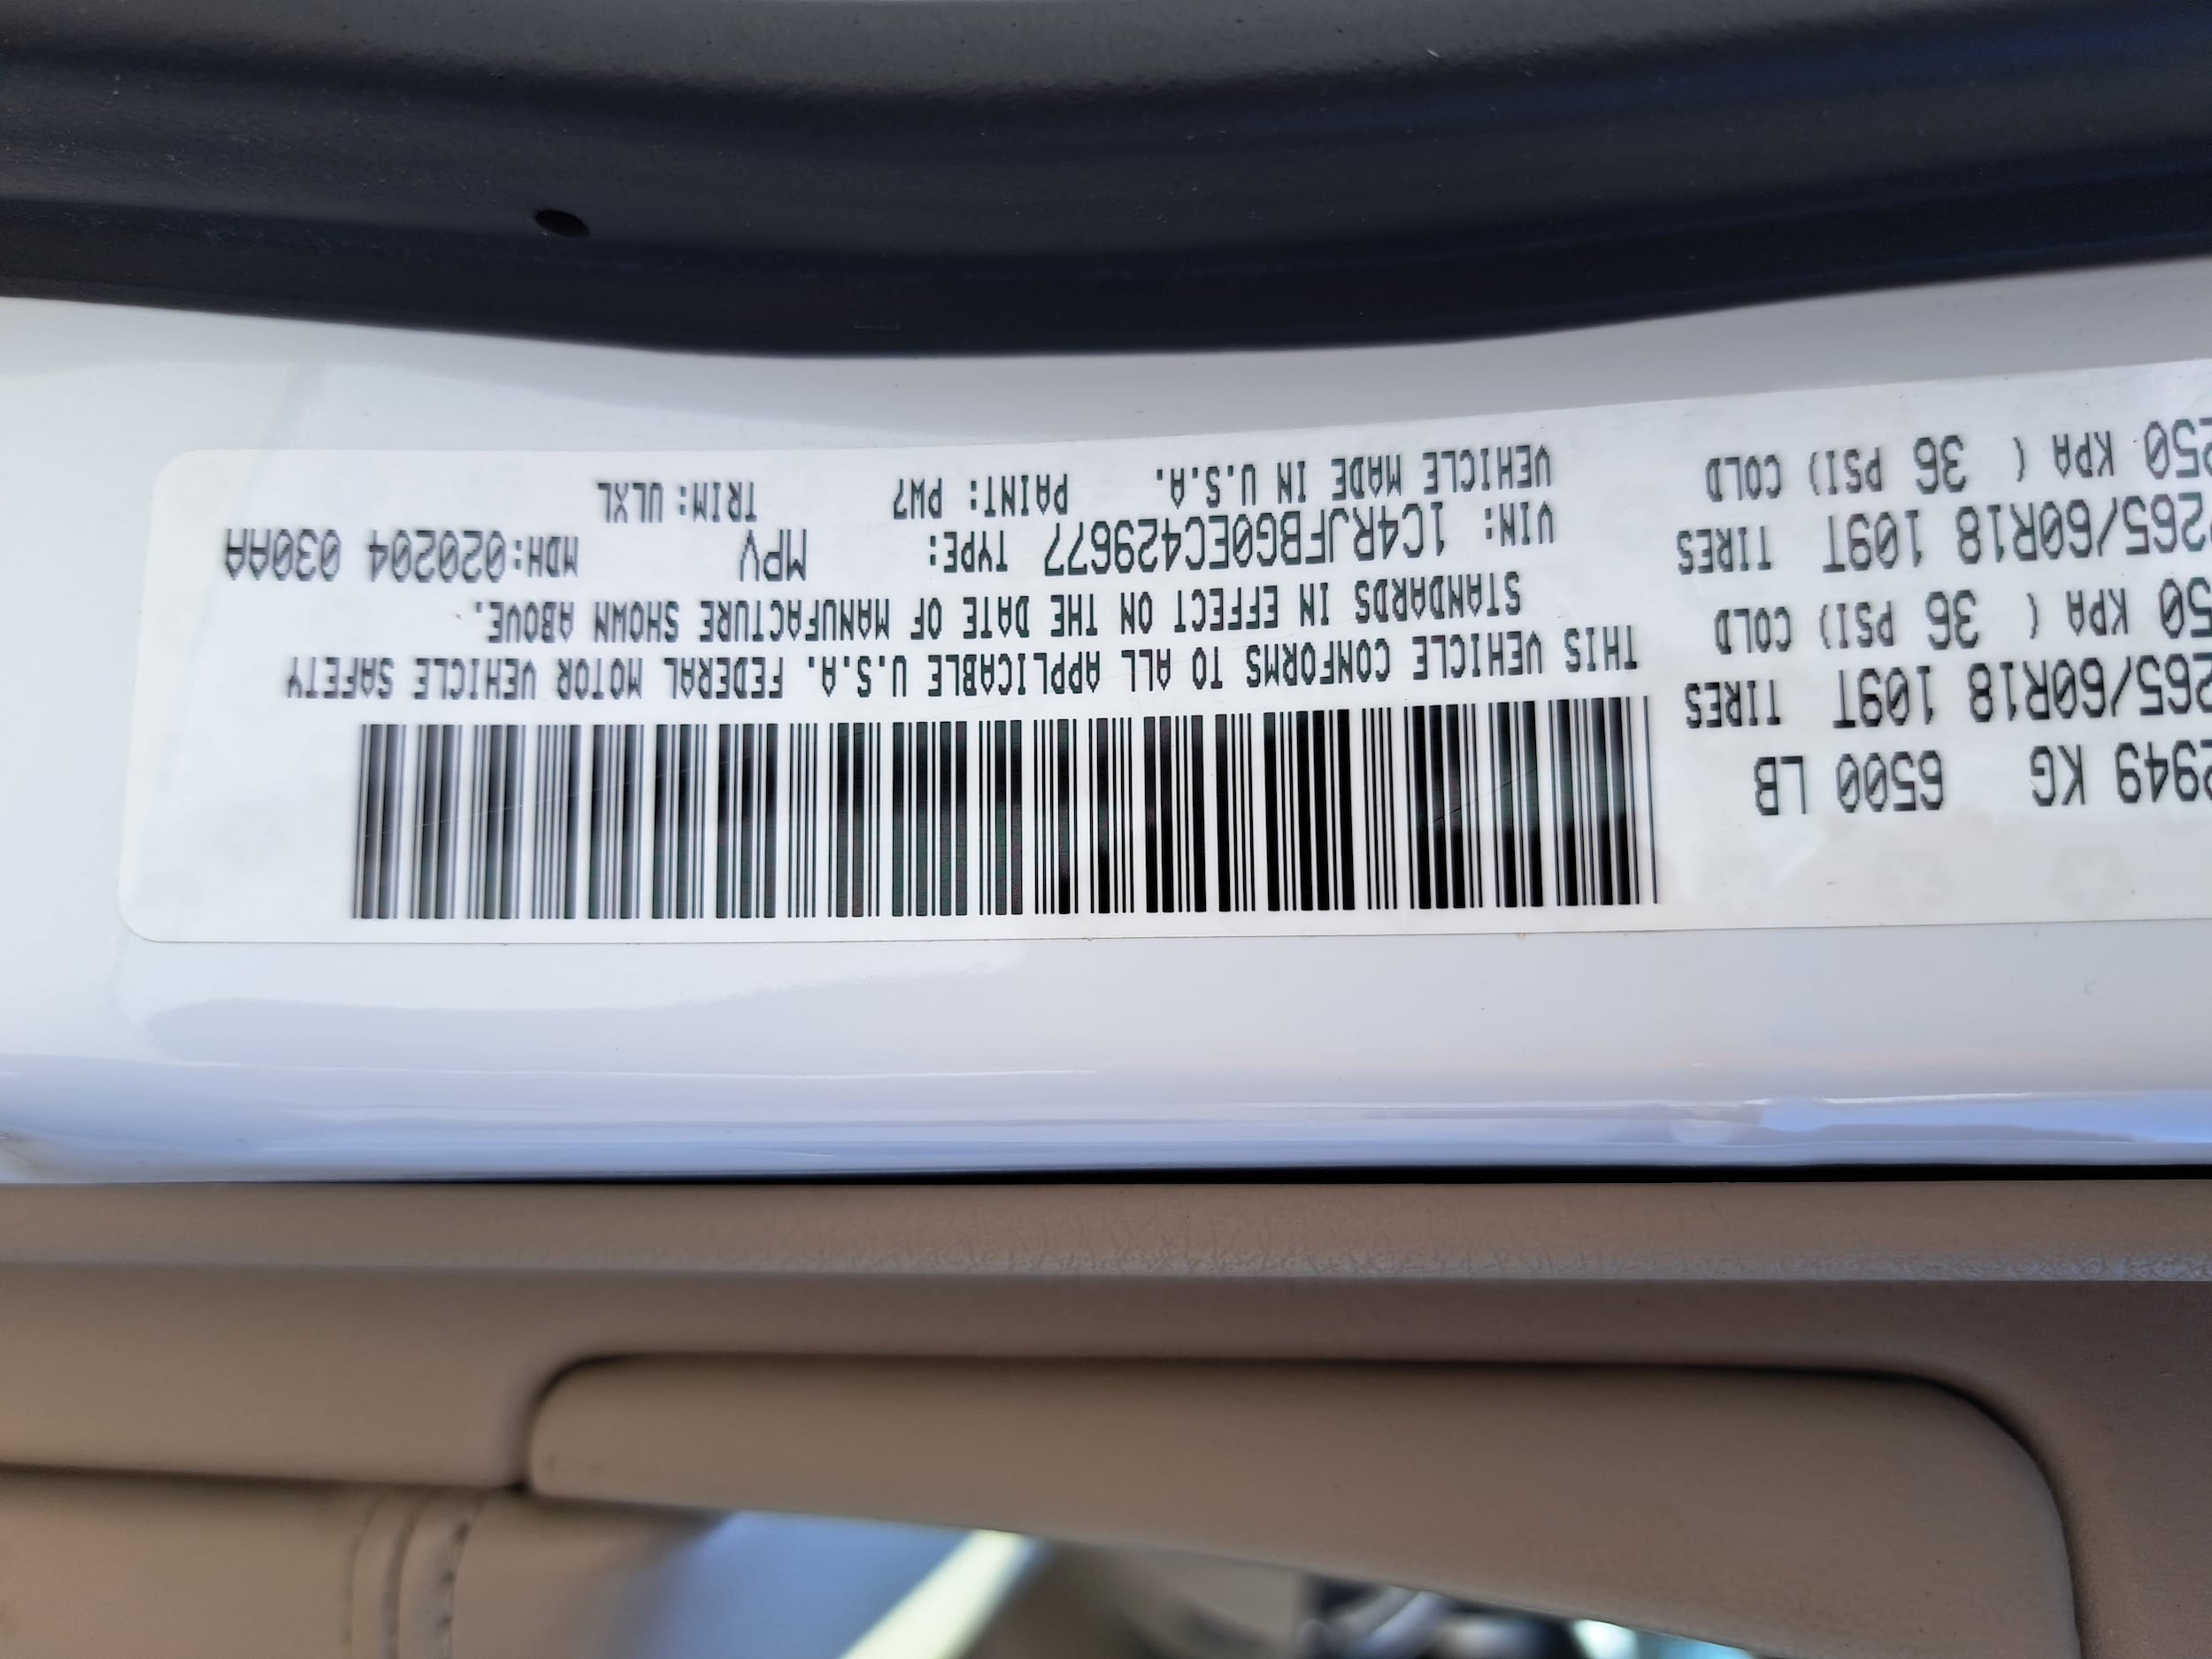 2949 KG 6500 LB
265/60R18 109T TIRES
50 KPA ( 36 PSI) COLD
265/60R18 109T TIRES
250 KPA ( 36 PSI) COLD
THIS VEHICLE CONFORMS TO ALL APPLICABLE U.S.A. FEDERAL MOTOR VEHICLE SAFETY
STANDARDS IN EFFECT ON THE DATE OF MANUFACTURE SHOWN ABOVE.
VIN: 1C4RJFBG0EC429677 TYPE: MPV MDH:020204 030AA
VEHICLE MADE IN U.S.A. PAINT: PW7 TRIM:ULXL